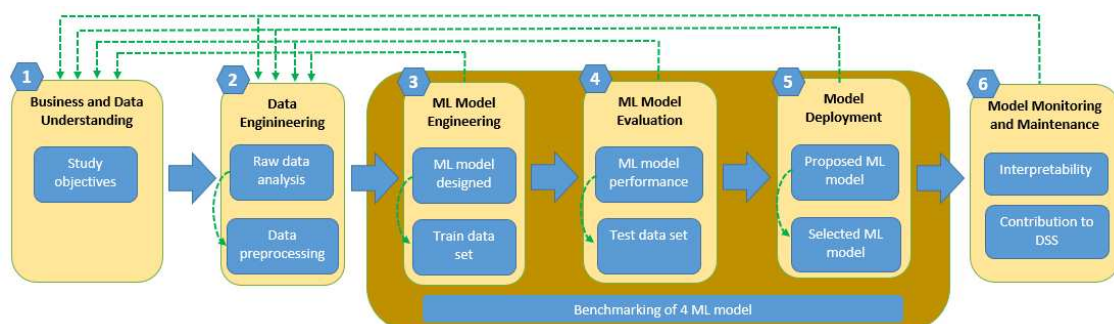 1
Business and Data
Understanding
Study
objectives
2
Data
Enginineering
Raw data
analysis
Data
preprocessing
3
ML Model
Engineering
ML model
designed
Train data
set
4
ML Model
Evaluation
ML model
performance
Test data set
5
Model
Deployment
Proposed ML
model
Selected ML
model
6
Model Monitoring
and Maintenance
Interpretability
Contribution to
DSS
Benchmarking of 4 ML model